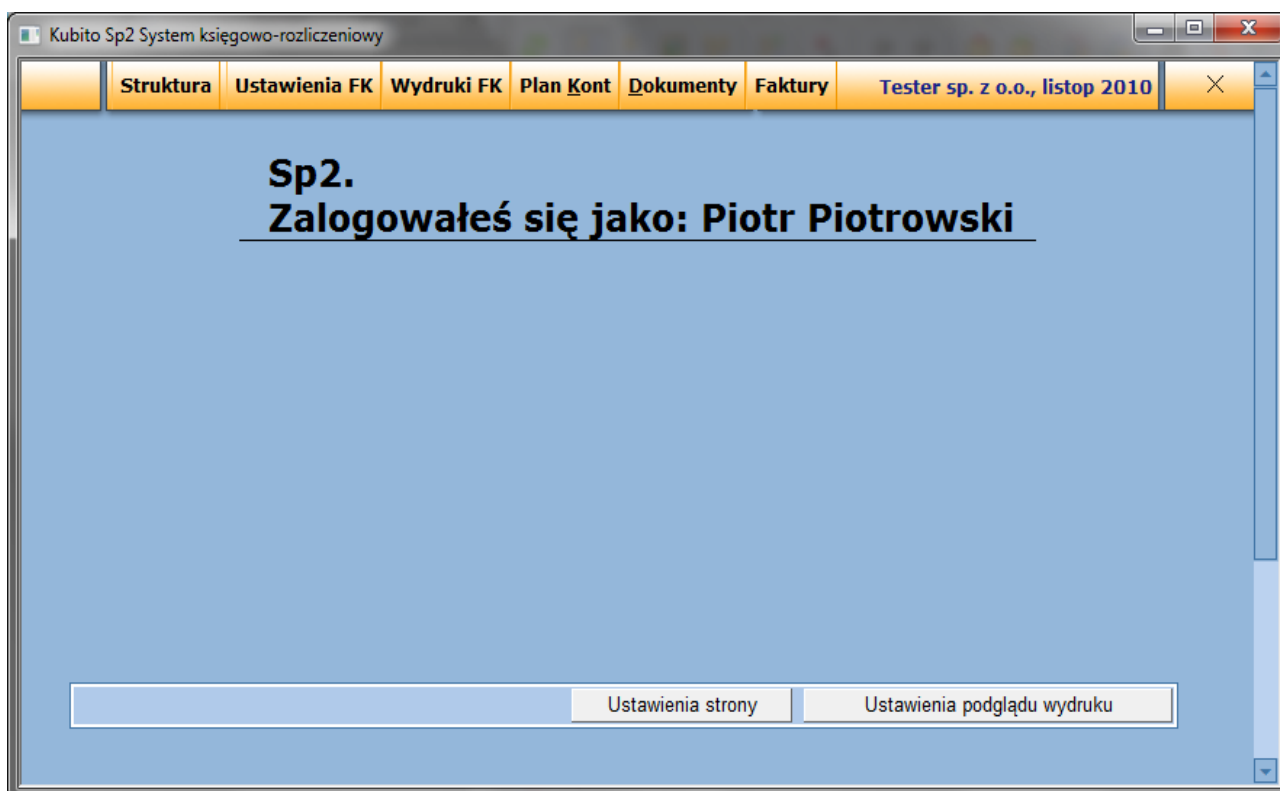 Kubito Sp2 System księgowo-rozliczeniowy
Struktura Ustawienia FK Wydruki FK Plan Kont Dokumenty Faktury Tester sp. z o.o., listop 2010
Sp2.
Zalogowałeś się jako: Piotr Piotrowski
Ustawienia strony Ustawienia podglądu wydruku